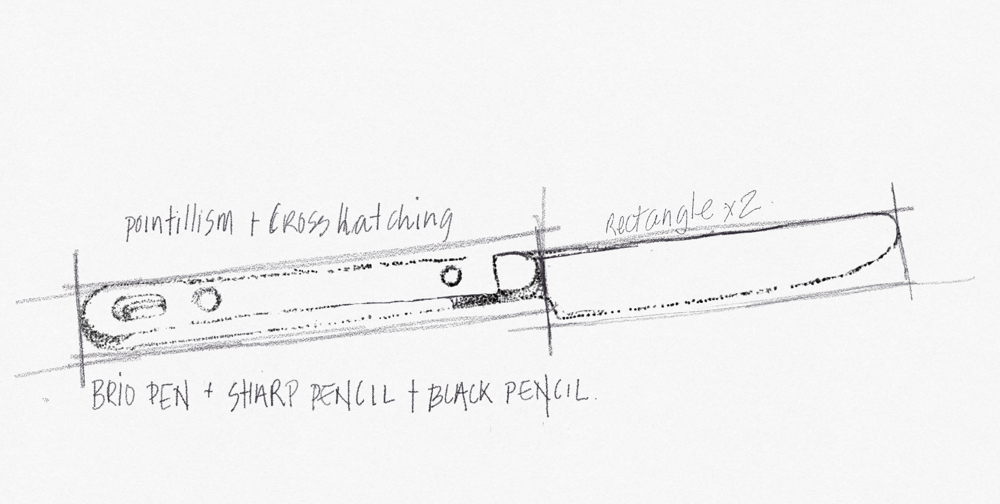 Rectangle x2.
pointillism + Cross Hatching
BRIO PEN + SHARP PENCIL + BLACK PENCIL.